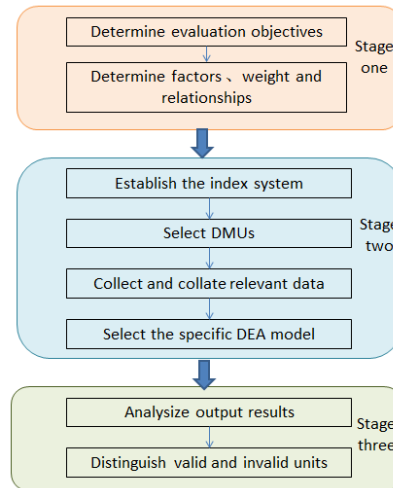 Determine evaluation objectives
Stage
one
Determine factors、weight and
relationships
Establish the index system
Select DMUs
Stage
two
Collect and collate relevant data
Select the specific DEA model
Analysize output results
Stage
three
Distinguish valid and invalid units